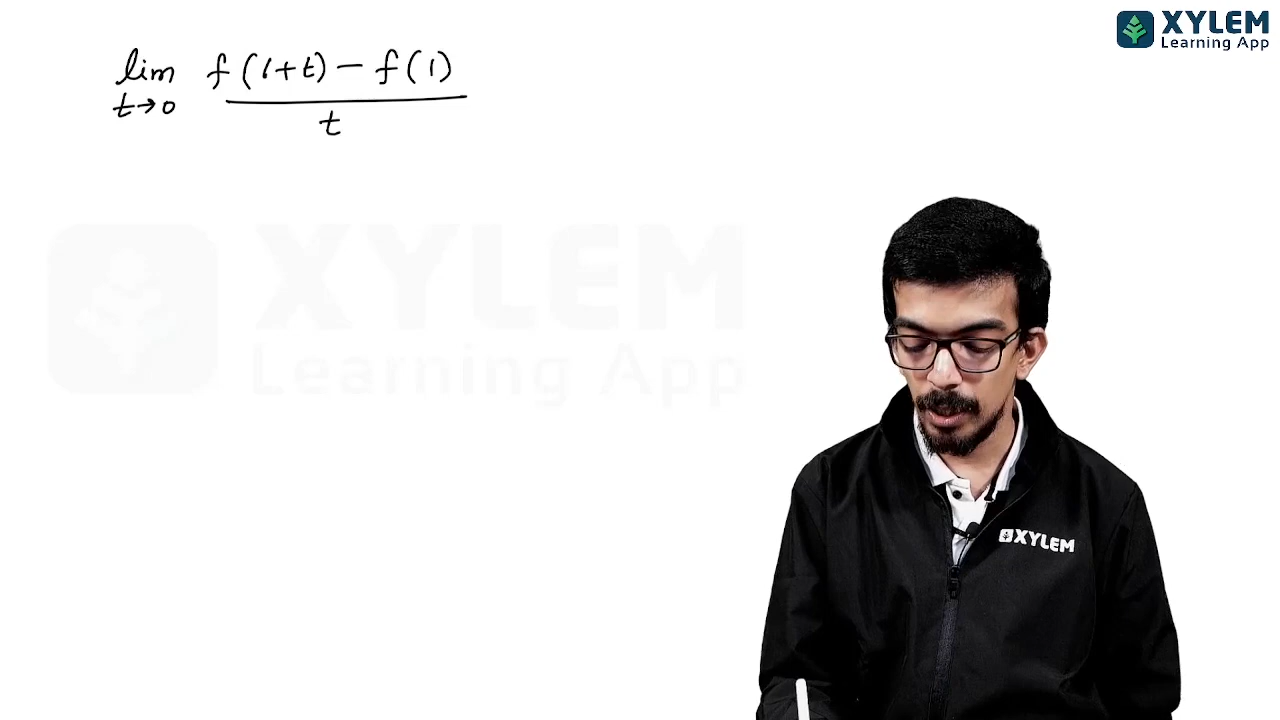 XYLEM
Learning App
lim f(1+t) − f(1)
t→0 t
XYLEM
Learning App
XYLEM